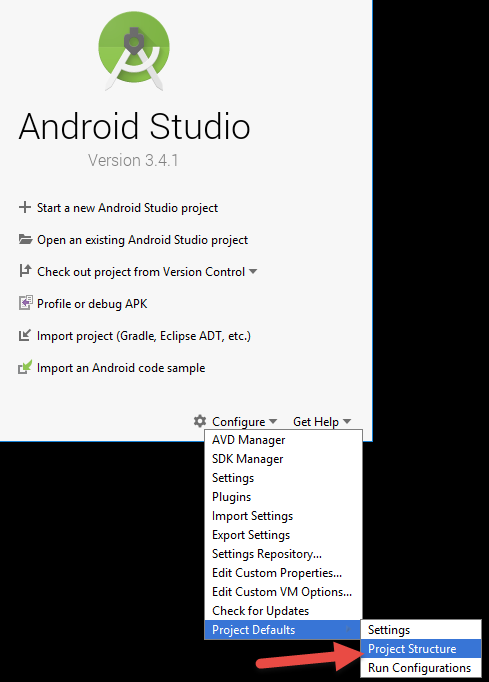 Android Studio
Version 3.4.1
Start a new Android Studio project
Open an existing Android Studio project
Check out project from Version Control
Profile or debug APK
Import project (Gradle, Eclipse ADT, etc.)
Import an Android code sample
Configure Get Help
AVD Manager
SDK Manager
Settings
Plugins
Import Settings
Export Settings
Settings Repository...
Edit Custom Properties...
Edit Custom VM Options...
Check for Updates
Project Defaults
Settings
Project Structure
Run Configurations